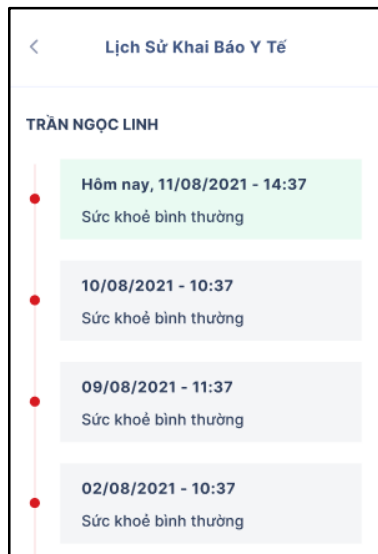 Lịch Sử Khai Báo Y Tế
TRẦN NGỌC LINH
Hôm nay, 11/08/2021 - 14:37
Sức khoẻ bình thường
10/08/2021 - 10:37
Sức khoẻ bình thường
09/08/2021 - 11:37
Sức khoẻ bình thường
02/08/2021 - 10:37
Sức khoẻ bình thường